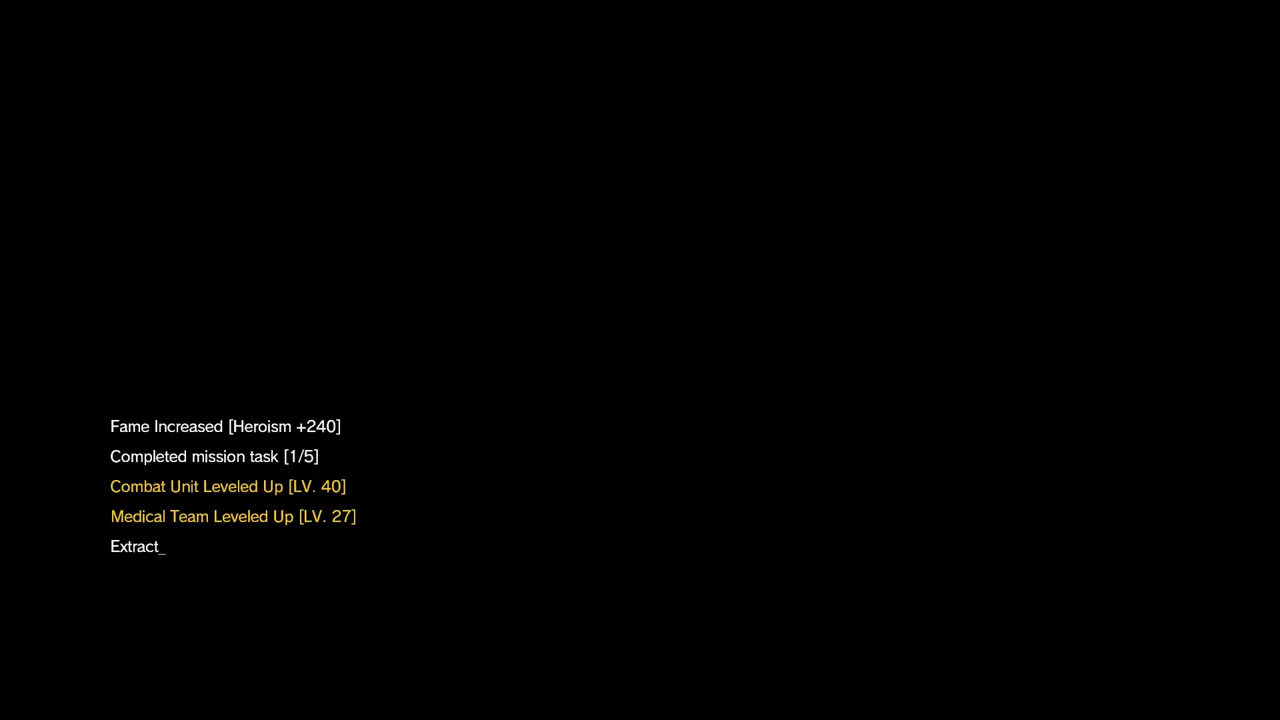 Fame Increased [Heroism +240]
Completed mission task [1/5]
Combat Unit Leveled Up [LV. 40]
Medical Team Leveled Up [LV. 27]
Extract_